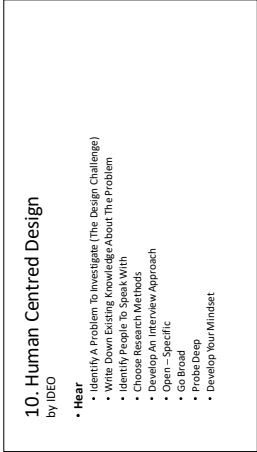 10. Human Centred Design
by IDEO
• Hear
• Identify A Problem To Investigate (The Design Challenge)
• Write Down Existing Knowledge About The Problem
• Identify People To Speak With
• Choose Research Methods
• Develop An Interview Approach
• Open – Specific
• Go Broad
• Probe Deep
• Develop Your Mindset